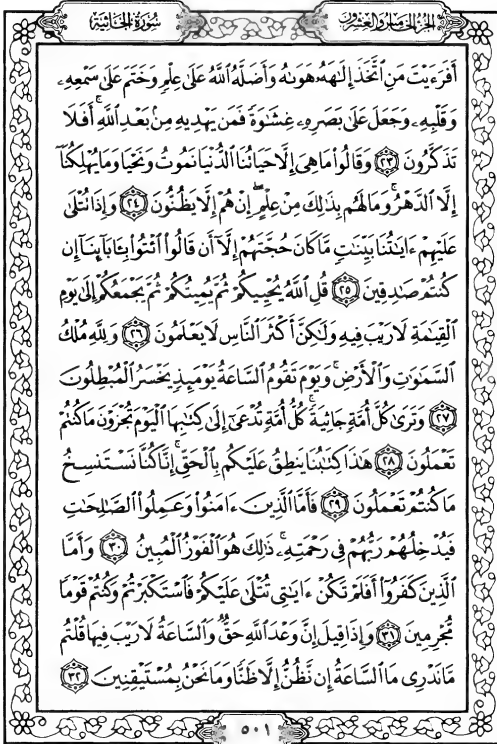 الجزء الخامس والعشرون
سورة الجاثية
أَفَرَءَيْتَ مَنِ ٱتَّخَذَ إِلَٰهَهُۥ هَوَىٰهُ وَأَضَلَّهُ ٱللَّهُ عَلَىٰ عِلْمٍ وَخَتَمَ عَلَىٰ سَمْعِهِۦ
وَقَلْبِهِۦ وَجَعَلَ عَلَىٰ بَصَرِهِۦ غِشَٰوَةً فَمَن يَهْدِيهِ مِنۢ بَعْدِ ٱللَّهِ ۚ أَفَلَا
تَذَكَّرُونَ ٢٣ وَقَالُوا۟ مَا هِىَ إِلَّا حَيَاتُنَا ٱلدُّنْيَا نَمُوتُ وَنَحْيَا وَمَا يُهْلِكُنَآ
إِلَّا ٱلدَّهْرُ ۚ وَمَا لَهُم بِذَٰلِكَ مِنْ عِلْمٍ ۖ إِنْ هُمْ إِلَّا يَظُنُّونَ ٢٤ وَإِذَا تُتْلَىٰ
عَلَيْهِمْ ءَايَٰتُنَا بَيِّنَٰتٍ مَّا كَانَ حُجَّتَهُمْ إِلَّآ أَن قَالُوا۟ ٱئْتُوا۟ بِـَٔابَآئِنَآ إِن
كُنتُمْ صَٰدِقِينَ ٢٥ قُلِ ٱللَّهُ يُحْيِيكُمْ ثُمَّ يُمِيتُكُمْ ثُمَّ يَجْمَعُكُمْ إِلَىٰ يَوْمِ
ٱلْقِيَٰمَةِ لَا رَيْبَ فِيهِ وَلَٰكِنَّ أَكْثَرَ ٱلنَّاسِ لَا يَعْلَمُونَ ٢٦ وَلِلَّهِ مُلْكُ
ٱلسَّمَٰوَٰتِ وَٱلْأَرْضِ ۚ وَيَوْمَ تَقُومُ ٱلسَّاعَةُ يَوْمَئِذٍ يَخْسَرُ ٱلْمُبْطِلُونَ
٢٧ وَتَرَىٰ كُلَّ أُمَّةٍ جَاثِيَةً ۚ كُلُّ أُمَّةٍ تُدْعَىٰٓ إِلَىٰ كِتَٰبِهَا ٱلْيَوْمَ تُجْزَوْنَ مَا كُنتُمْ
تَعْمَلُونَ ٢٨ هَٰذَا كِتَٰبُنَا يَنطِقُ عَلَيْكُم بِٱلْحَقِّ ۚ إِنَّا كُنَّا نَسْتَنسِخُ
مَا كُنتُمْ تَعْمَلُونَ ٢٩ فَأَمَّا ٱلَّذِينَ ءَامَنُوا۟ وَعَمِلُوا۟ ٱلصَّٰلِحَٰتِ
فَيُدْخِلُهُمْ رَبُّهُمْ فِى رَحْمَتِهِۦ ۚ ذَٰلِكَ هُوَ ٱلْفَوْزُ ٱلْمُبِينُ ٣٠ وَأَمَّا
ٱلَّذِينَ كَفَرُوٓا۟ أَفَلَمْ تَكُنْ ءَايَٰتِى تُتْلَىٰ عَلَيْكُمْ فَٱسْتَكْبَرْتُمْ وَكُنتُمْ قَوْمًا
مُّجْرِمِينَ ٣١ وَإِذَا قِيلَ إِنَّ وَعْدَ ٱللَّهِ حَقٌّ وَٱلسَّاعَةُ لَا رَيْبَ فِيهَا قُلْتُم
مَّا نَدْرِى مَا ٱلسَّاعَةُ إِن نَّظُنُّ إِلَّا ظَنًّا وَمَا نَحْنُ بِمُسْتَيْقِنِينَ ٣٢
٥٠١